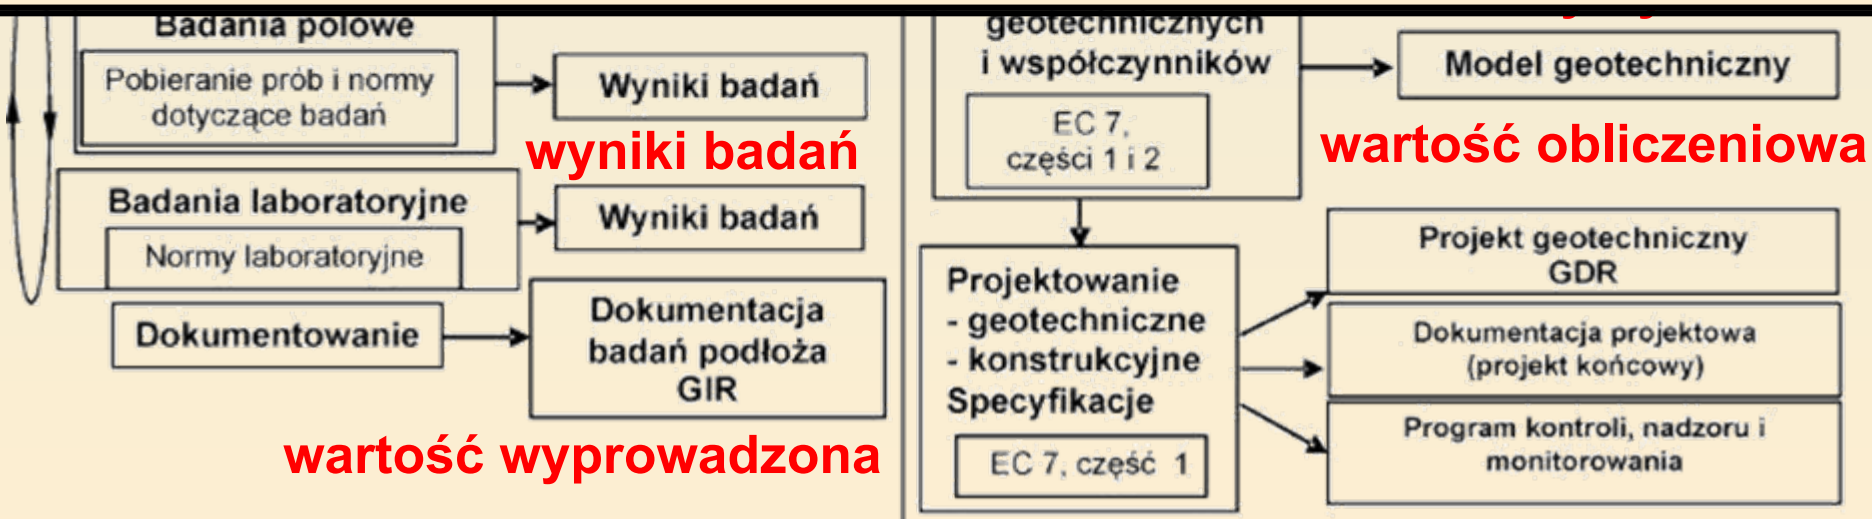 Badania polowe
Pobieranie prób i normy
dotyczące badań
Wyniki badań
wyniki badań
Badania laboratoryjne
Normy laboratoryjne
Wyniki badań
Dokumentowanie
Dokumentacja
badań podłoża
GIR
wartość wyprowadzona
geotechnicznych
i współczynników
EC 7,
części 1 i 2
Model geotechniczny
wartość obliczeniowa
Projektowanie
- geotechniczne
- konstrukcyjne
Specyfikacje
EC 7, część 1
Projekt geotechniczny
GDR
Dokumentacja projektowa
(projekt końcowy)
Program kontroli, nadzoru i
monitorowania